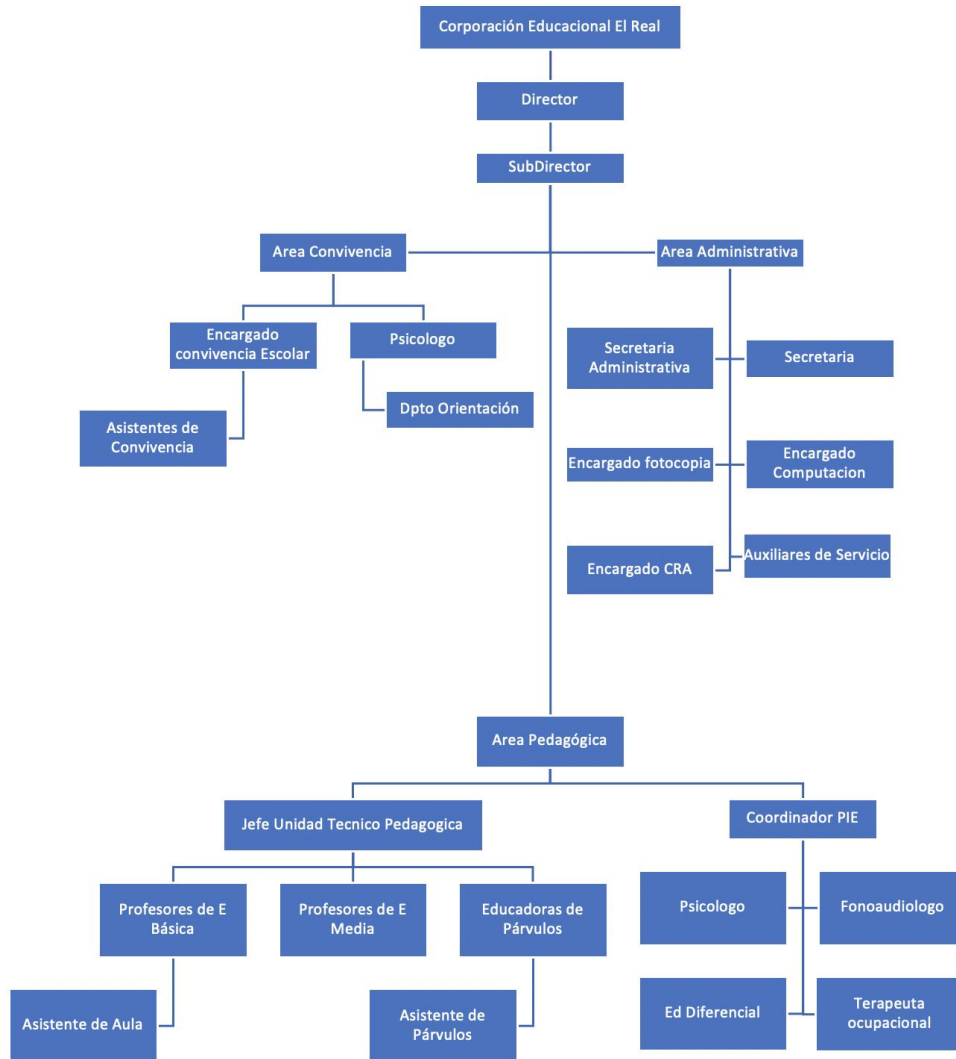 Corporación Educacional El Real
Director
SubDirector
Area Convivencia
Area Administrativa
Encargado
convivencia Escolar
Psicologo
Secretaria
Administrativa
Secretaria
Asistentes de
Convivencia
Dpto Orientación
Encargado fotocopia
Encargado
Computacion
Encargado CRA
Auxiliares de Servicio
Area Pedagógica
Jefe Unidad Tecnico Pedagogica
Coordinador PIE
Profesores de E
Básica
Profesores de E
Media
Educadoras de
Párvulos
Psicologo
Fonoaudiologo
Asistente de Aula
Asistente de
Párvulos
Ed Diferencial
Terapeuta
ocupacional